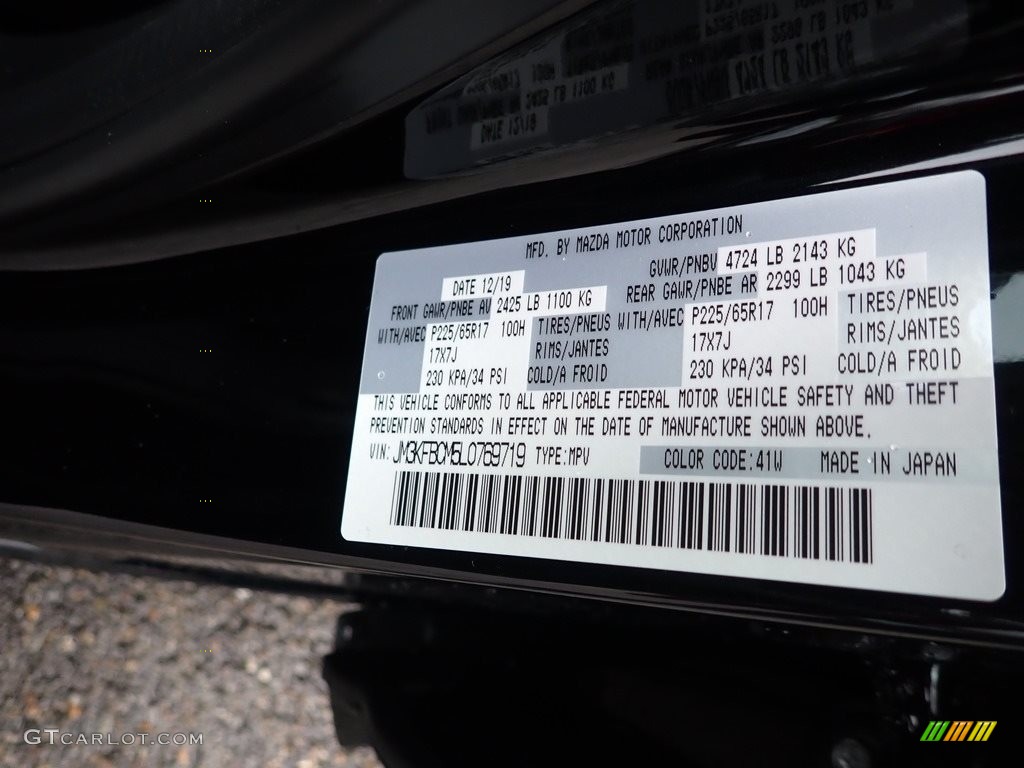 MFD. BY MAZDA MOTOR CORPORATION
DATE 12/19 GVWR/PNBV 4724 LB 2143 KG
FRONT GAWR/PNBE AV 2425 LB 1100 KG REAR GAWR/PNBE AR 2299 LB 1043 KG
WITH/AVEC P225/65R17 100H TIRES/PNEUS WITH/AVEC P225/65R17 100H TIRES/PNEUS
17X7J RIMS/JANTES 17X7J RIMS/JANTES
230 KPA/34 PSI COLD/A FROID 230 KPA/34 PSI COLD/A FROID
THIS VEHICLE CONFORMS TO ALL APPLICABLE FEDERAL MOTOR VEHICLE SAFETY AND THEFT
PREVENTION STANDARDS IN EFFECT ON THE DATE OF MANUFACTURE SHOWN ABOVE.
VIN: JM3KFBCM5L0769719 TYPE:MPV COLOR CODE:41W MADE IN JAPAN
GTCARLOT.COM